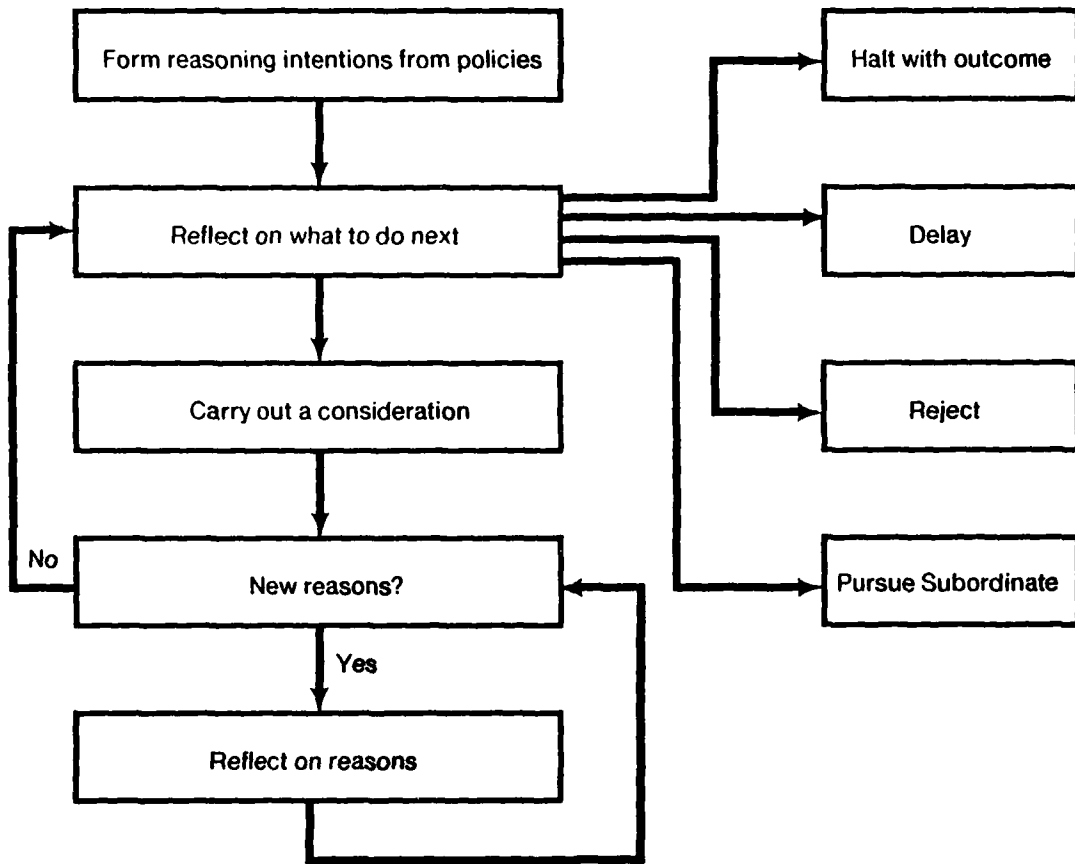 Form reasoning intentions from policies
Halt with outcome
Reflect on what to do next
Delay
Carry out a consideration
Reject
No
New reasons?
Pursue Subordinate
Yes
Reflect on reasons